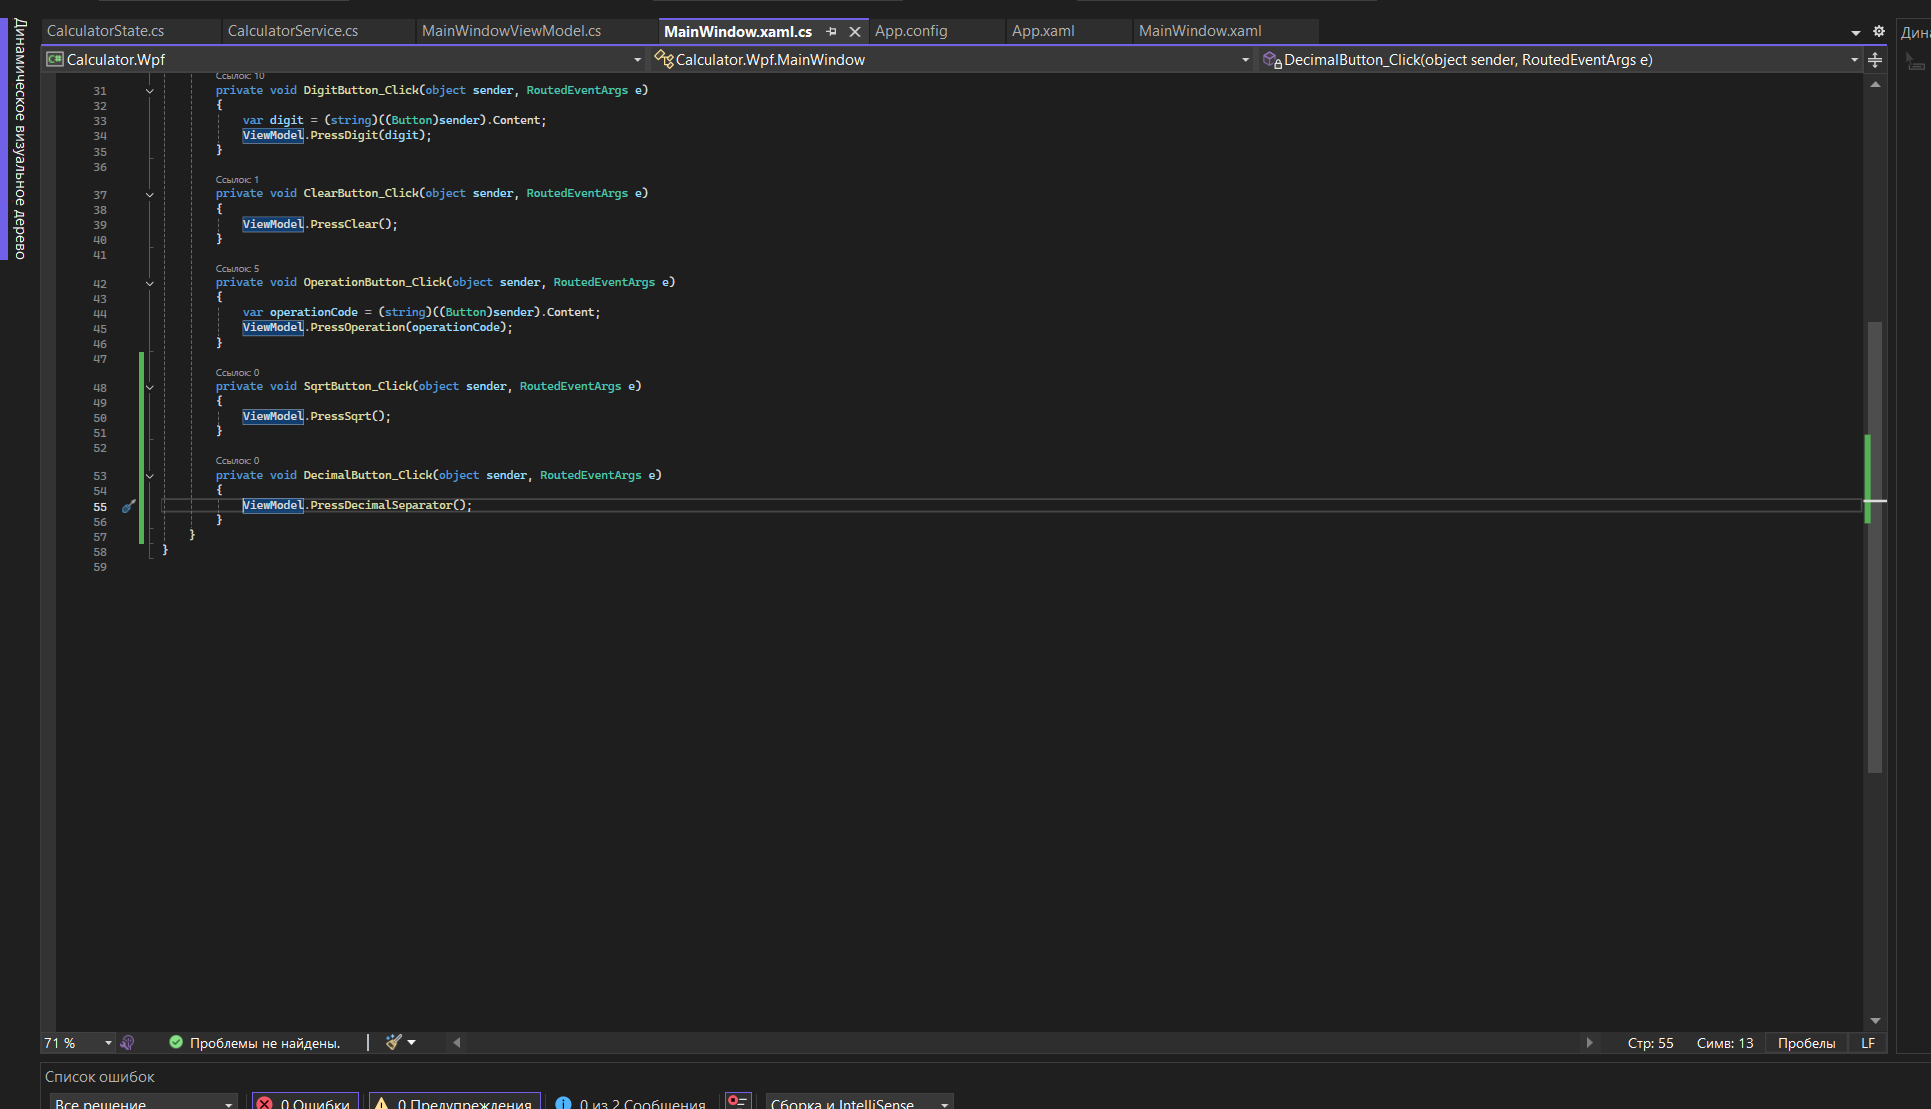 CalculatorState.cs CalculatorService.cs MainWindowViewModel.cs MainWindow.xaml.cs App.config App.xaml MainWindow.xaml
Дина
Динамическое визуальное дерево
C# Calculator.Wpf Calculator.Wpf.MainWindow DecimalButton_Click(object sender, RoutedEventArgs e)
Ссылок: 10
31 private void DigitButton_Click(object sender, RoutedEventArgs e)
32 {
33 var digit = (string)((Button)sender).Content;
34 ViewModel.PressDigit(digit);
35 }
36
Ссылок: 1
37 private void ClearButton_Click(object sender, RoutedEventArgs e)
38 {
39 ViewModel.PressClear();
40 }
41
Ссылок: 5
42 private void OperationButton_Click(object sender, RoutedEventArgs e)
43 {
44 var operationCode = (string)((Button)sender).Content;
45 ViewModel.PressOperation(operationCode);
46 }
47
Ссылок: 0
48 private void SqrtButton_Click(object sender, RoutedEventArgs e)
49 {
50 ViewModel.PressSqrt();
51 }
52
Ссылок: 0
53 private void DecimalButton_Click(object sender, RoutedEventArgs e)
54 {
55 ViewModel.PressDecimalSeparator();
56 }
57 }
58 }
59
71 % Проблемы не найдены. Стр: 55 Симв: 13 Пробелы LF
Список ошибок
Все решение 0 Ошибки 0 Предупреждения 0 из 2 Сообщения Сборка и IntelliSense